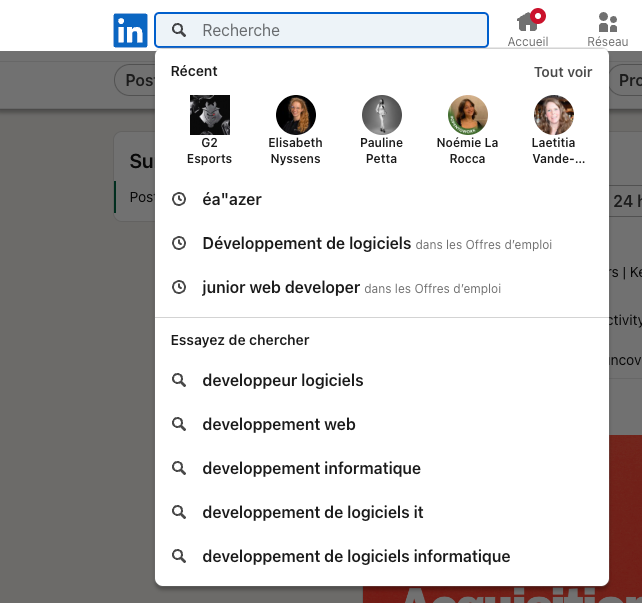 in
Recherche
Accueil
Réseau
Récent
Tout voir
G2
Esports
Elisabeth
Nyssens
Pauline
Petta
Noémie La
Rocca
Laetitia
Vande-...
éa"azer
Développement de logiciels dans les Offres d'emploi
junior web developer dans les Offres d'emploi
Essayez de chercher
developpeur logiciels
developpement web
developpement informatique
developpement de logiciels it
developpement de logiciels informatique
Pos
Pro
Su
Pos
24 h
rs | Ke
ctivity
ncov
Acquisition